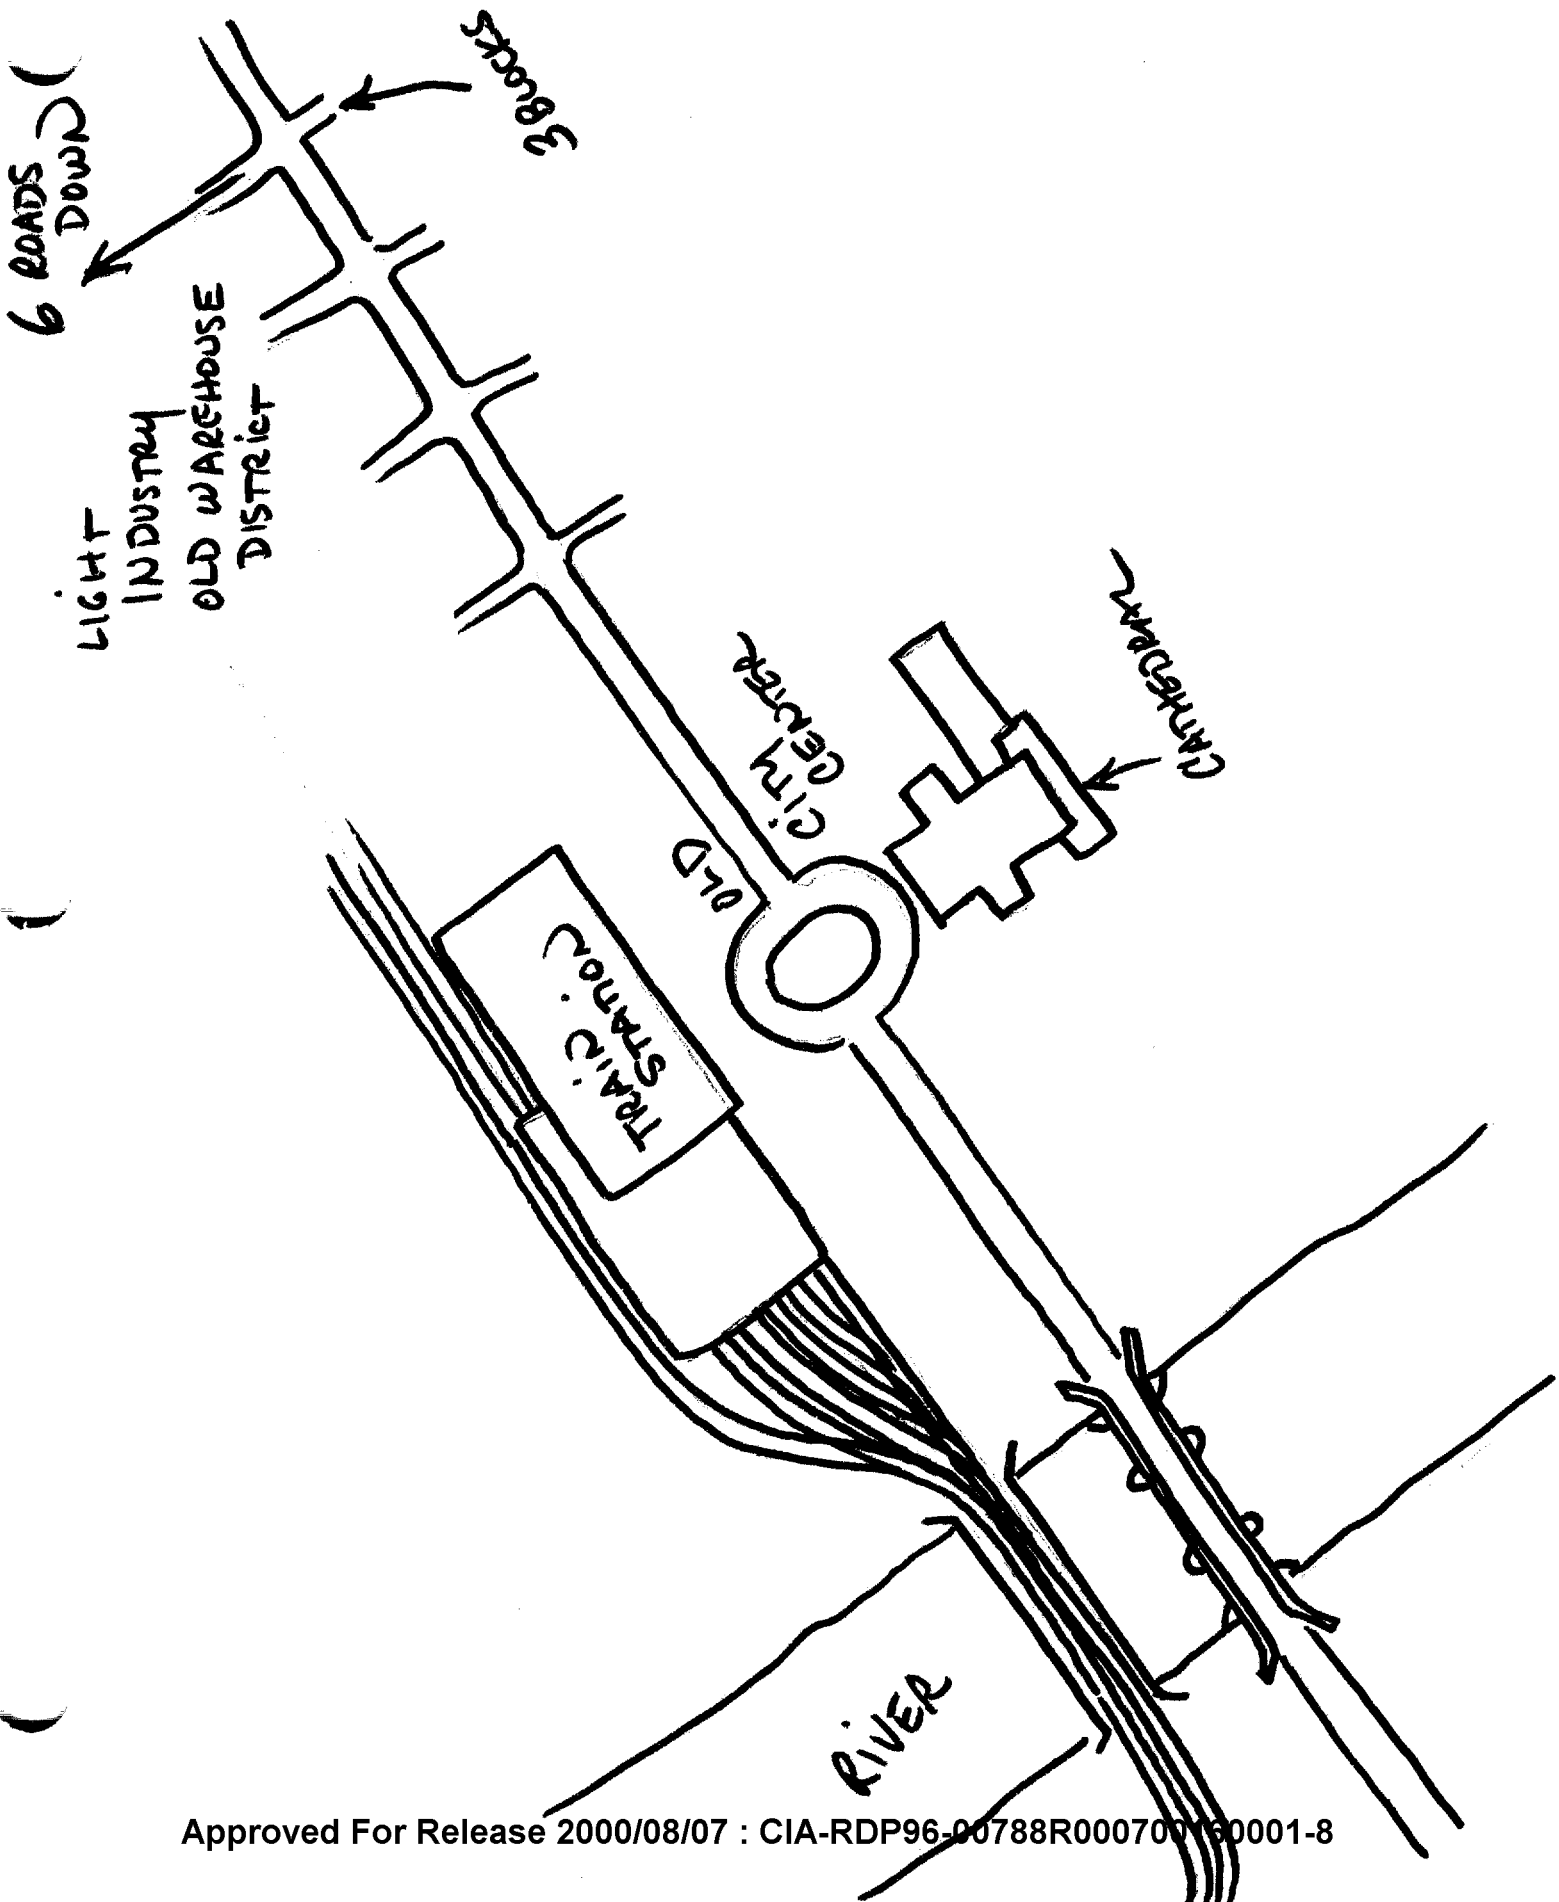 6 ROADS
DOWN
3 BLOCKS
LIGHT
INDUSTRY
OLD WAREHOUSE
DISTRICT
CATHEDRAL
OLD CITY
CENTER
TRAIN
STATION
RIVER
Approved For Release 2000/08/07 : CIA-RDP96-00788R000700160001-8